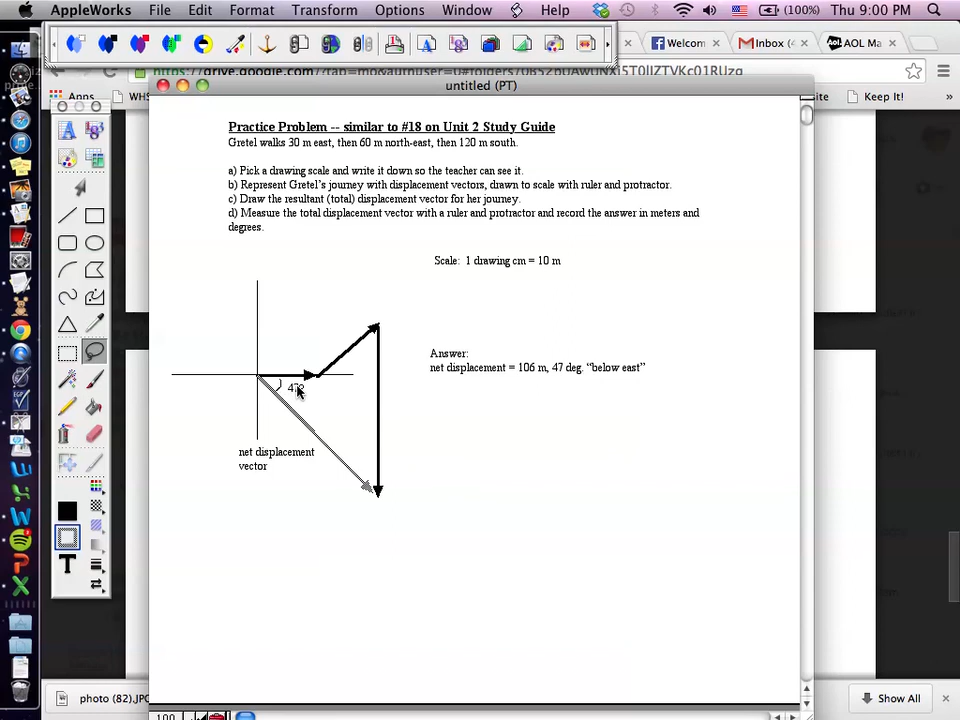 AppleWorks File Edit Format Transform Options Window Help (100%) Thu 9:00 PM
Welcom Inbox (4 AOL Ma
Apps
Keep It!
untitled (PT)
Practice Problem -- similar to #18 on Unit 2 Study Guide
Gretel walks 30 m east, then 60 m north-east, then 120 m south.
a) Pick a drawing scale and write it down so the teacher can see it.
b) Represent Gretel's journey with displacement vectors, drawn to scale with ruler and protractor.
c) Draw the resultant (total) displacement vector for her journey.
d) Measure the total displacement vector with a ruler and protractor and record the answer in meters and
degrees.
Scale: 1 drawing cm = 10 m
Answer:
net displacement = 106 m, 47 deg. “below east”
net displacement
vector
photo (82).JPG
Show All
100